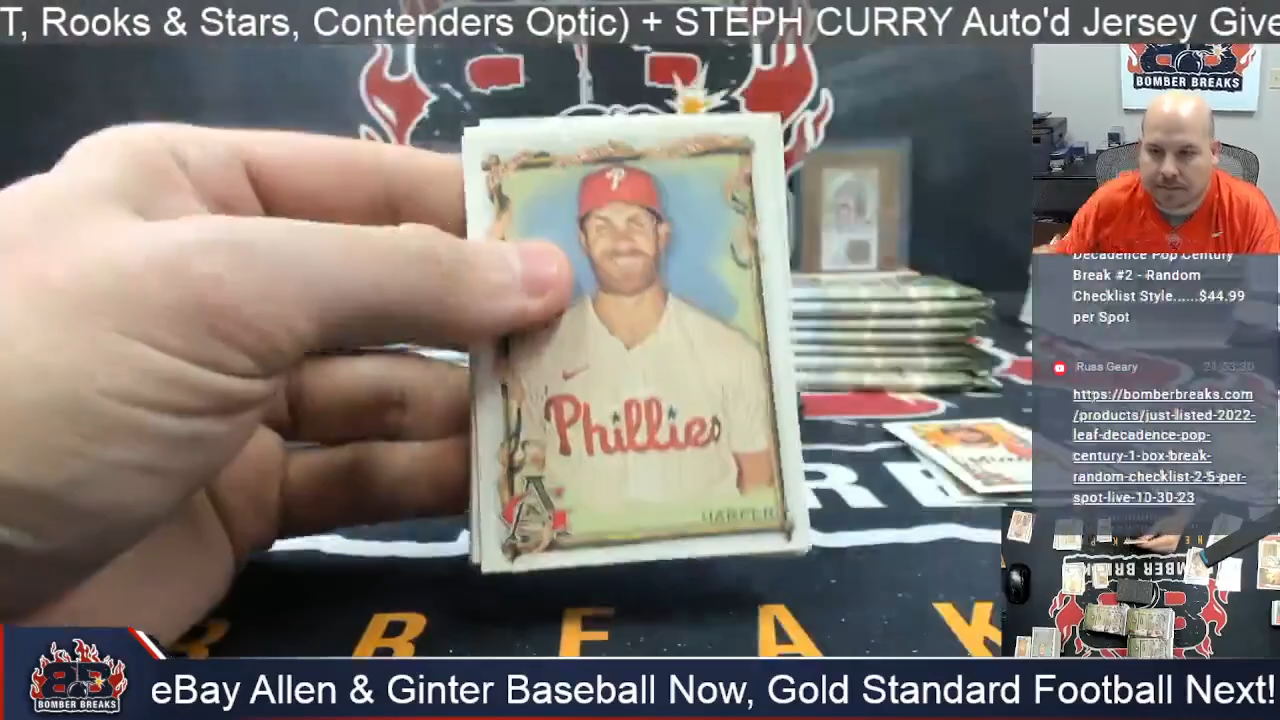 T, Rooks & Stars, Contenders Optic) + STEPH CURRY Auto'd Jersey Give
BOMBER BREAKS
P
Phillies
HARPER
Decadence Pop Century
Break #2 - Random
Checklist Style......$44.99
per Spot
Russ Geary
https://bomberbreaks.com
/products/just-listed-2022-
leaf-decadence-pop-
century-1-box-break-
random-checklist-2-5-per-
spot-live-10-30-23
BREAK
BOMBER BREAKS
eBay Allen & Ginter Baseball Now, Gold Standard Football Next!